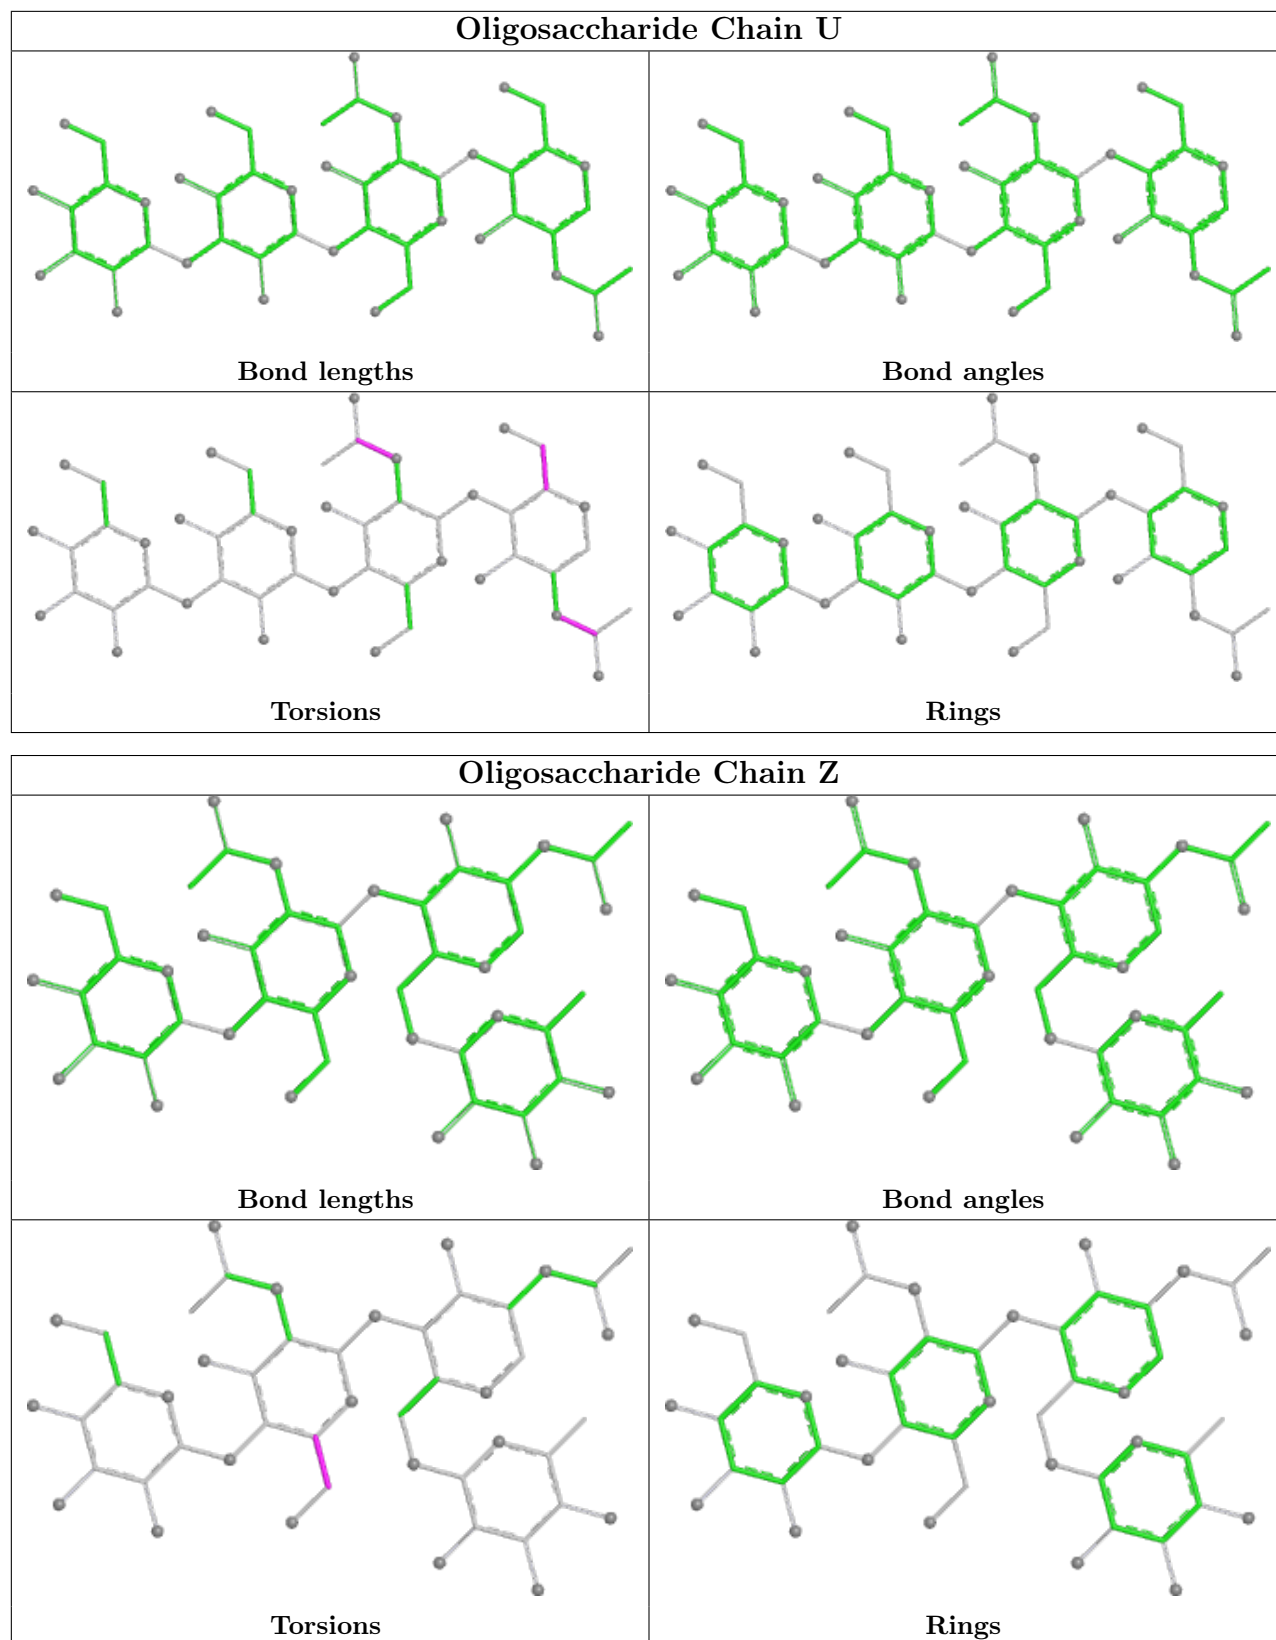 Oligosaccharide Chain U
Bond lengths
Bond angles
Torsions
Rings
Oligosaccharide Chain Z
Bond lengths
Bond angles
Torsions
Rings